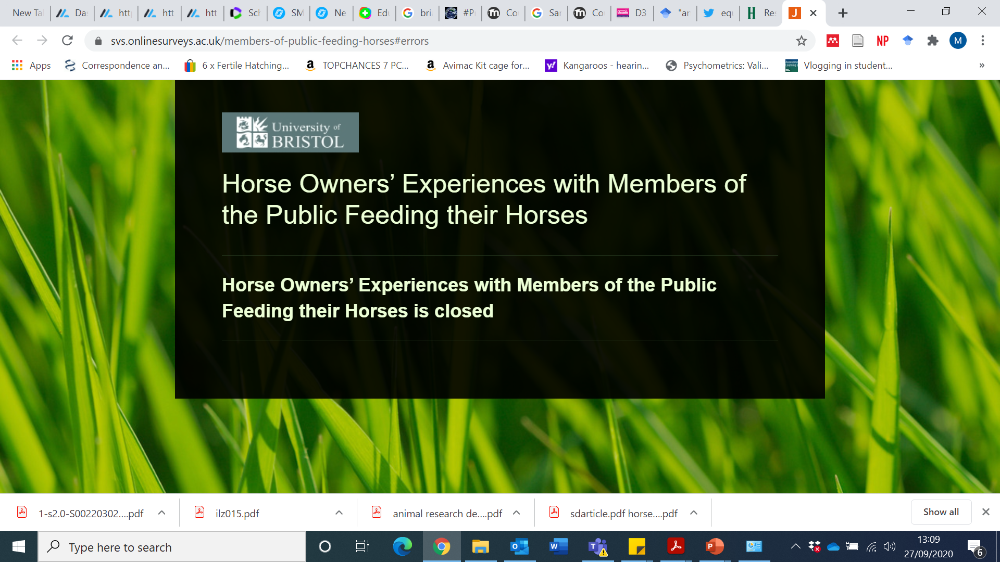 New Ta
Da
htt
htt
htt
Sch
SM
Ne
Edu
bri
#P
Co
Sar
Co
D3
"ar
equ
Re
svs.onlinesurveys.ac.uk/members-of-public-feeding-horses#errors
NP
M
Apps
Correspondence an...
6 x Fertile Hatching...
TOPCHANCES 7 PC...
Avimac Kit cage for...
Kangaroos - hearin...
Psychometrics: Vali...
Vlogging in student...
»
University of
BRISTOL
Horse Owners’ Experiences with Members of
the Public Feeding their Horses
Horse Owners’ Experiences with Members of the Public
Feeding their Horses is closed
1-s2.0-S00220302....pdf
ilz015.pdf
animal research de....pdf
sdarticle.pdf horse....pdf
Show all
Type here to search
13:09
27/09/2020
6